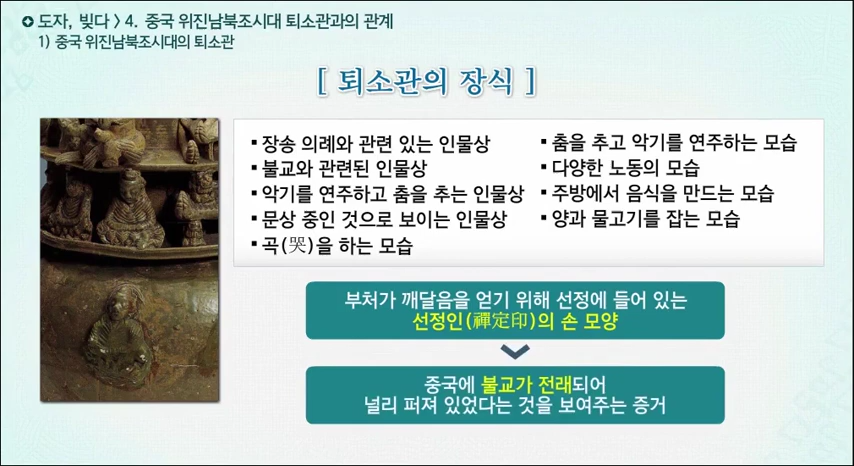 도자, 빚다 > 4. 중국 위진남북조시대 퇴소관과의 관계
1) 중국 위진남북조시대의 퇴소관
[ 퇴소관의 장식 ]
▪ 장송 의례와 관련 있는 인물상
▪ 불교와 관련된 인물상
▪ 악기를 연주하고 춤을 추는 인물상
▪ 문상 중인 것으로 보이는 인물상
▪ 곡(哭)을 하는 모습
▪ 춤을 추고 악기를 연주하는 모습
▪ 다양한 노동의 모습
▪ 주방에서 음식을 만드는 모습
▪ 양과 물고기를 잡는 모습
부처가 깨달음을 얻기 위해 선정에 들어 있는
선정인(禪定印)의 손 모양
중국에 불교가 전래되어
널리 퍼져 있었다는 것을 보여주는 증거